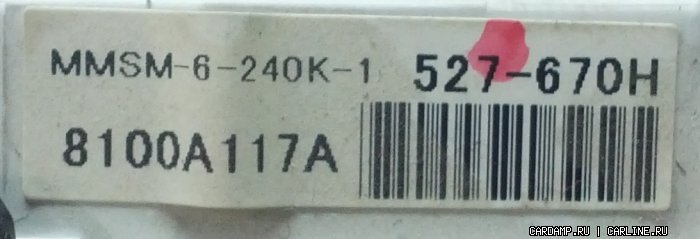 MMSM-6-240K-1 527-670H
8100A117A
CARDAMP.RU | CARLINE.RU